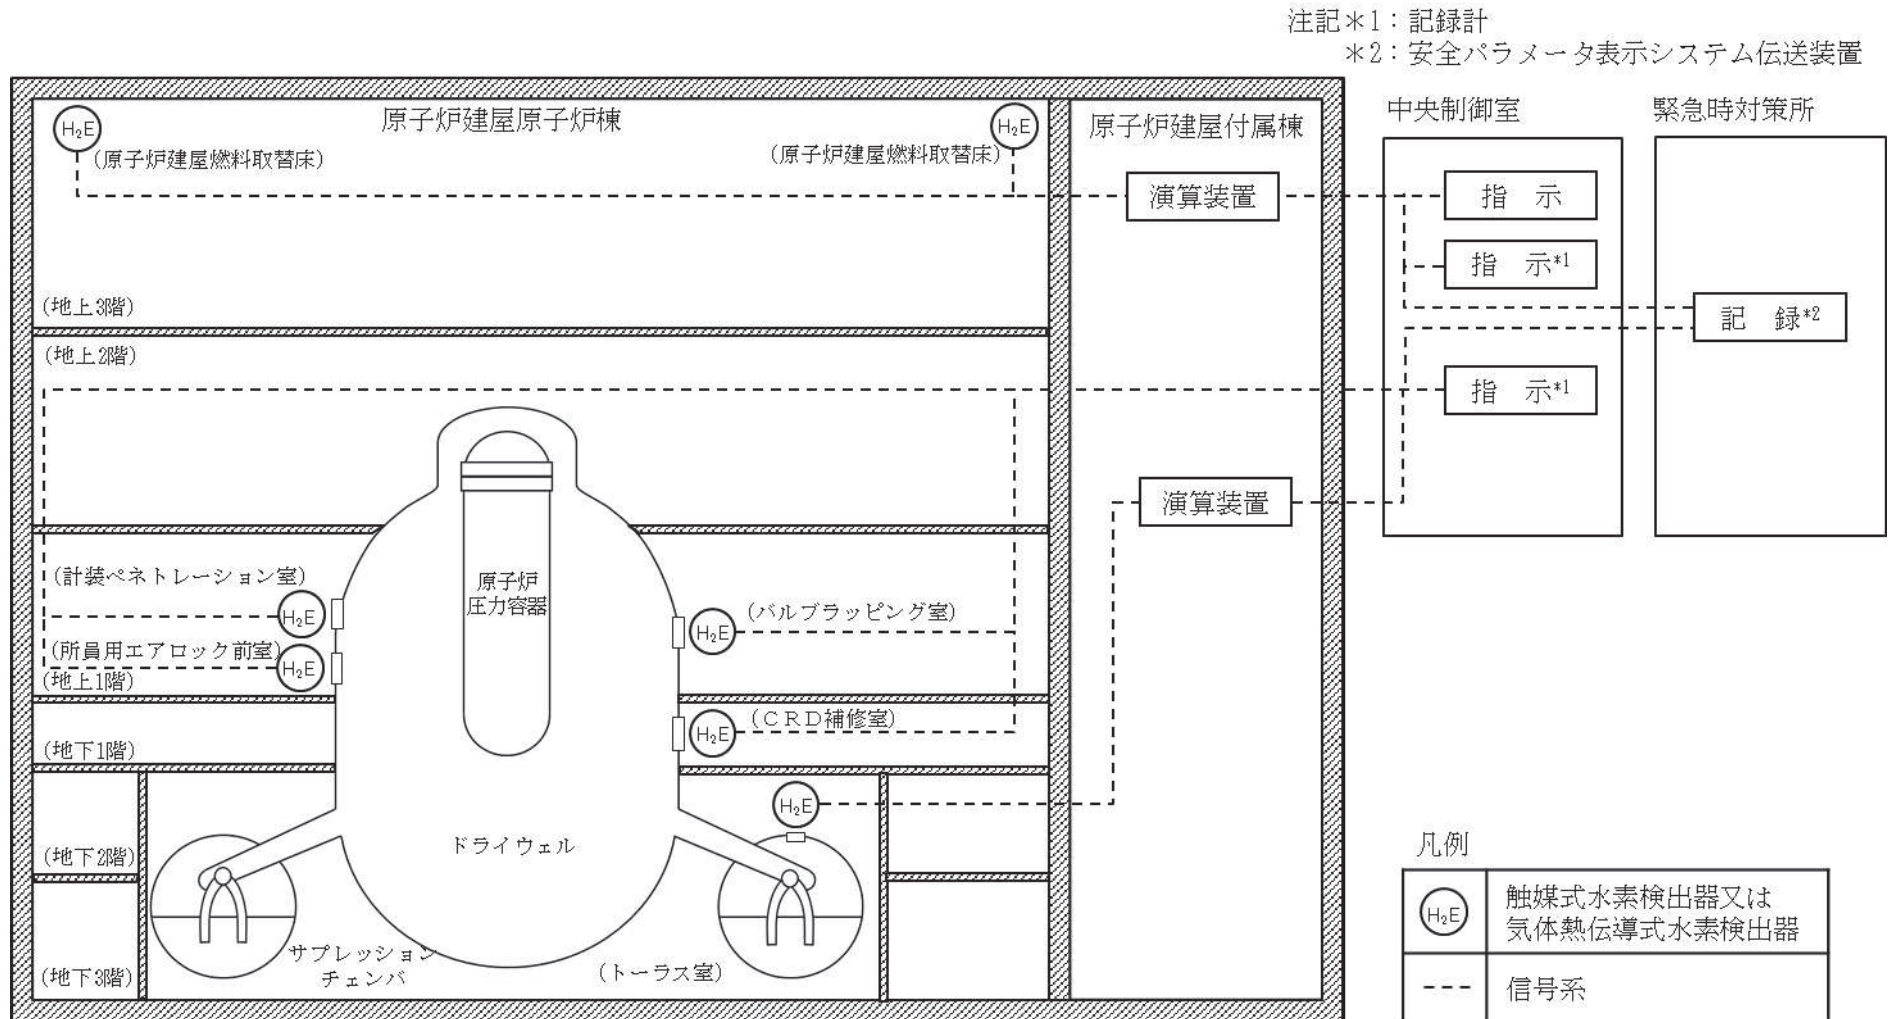 注記＊1：記録計
＊2：安全パラメータ表示システム伝送装置
原子炉建屋原子炉棟
原子炉建屋付属棟
中央制御室
緊急時対策所
H₂E
(原子炉建屋燃料取替床)
H₂E
(原子炉建屋燃料取替床)
演算装置
指　示
指　示*1
記　録*2
指　示*1
(地上3階)
(地上2階)
演算装置
(計装ペネトレーション室)
H₂E
(所員用エアロック前室)
H₂E
(地上1階)
原子炉
圧力容器
(バルブラッピング室)
H₂E
(ＣＲＤ補修室)
H₂E
(地下1階)
H₂E
ドライウェル
(地下2階)
サプレッション
チェンバ
(トーラス室)
(地下3階)
凡例
H₂E
触媒式水素検出器又は
気体熱伝導式水素検出器
信号系